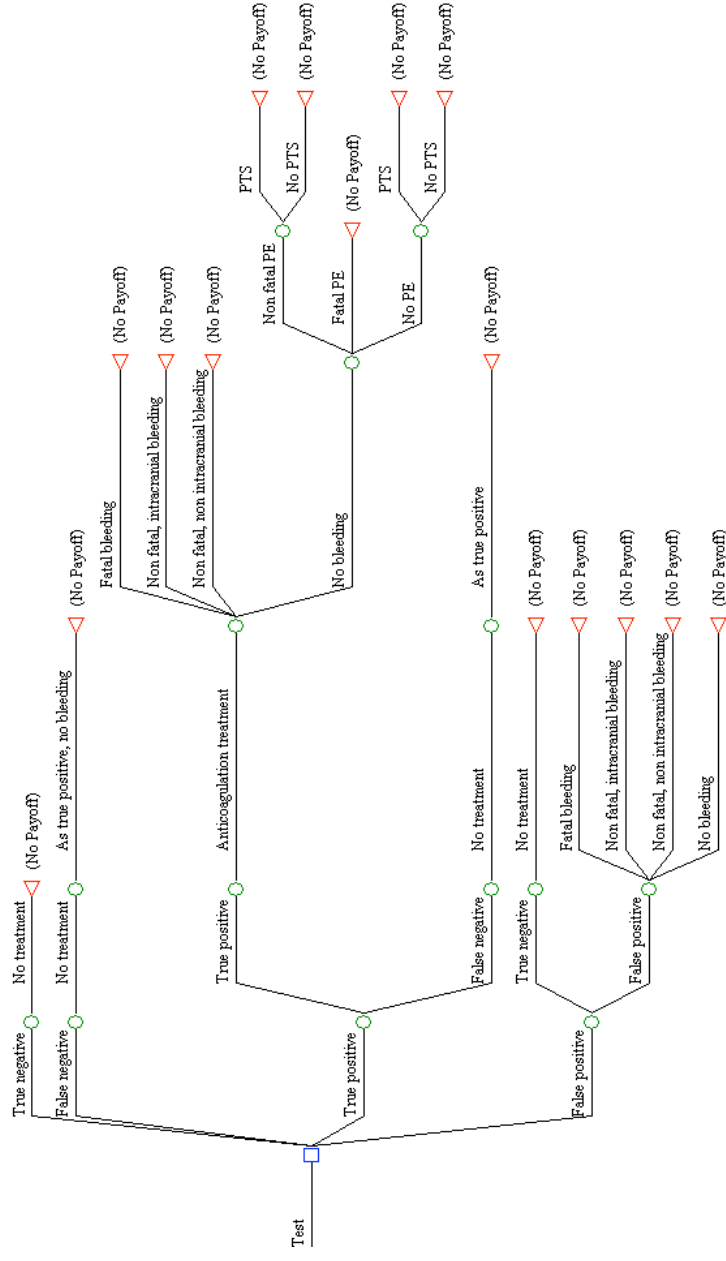 Test
True negative
No treatment
(No Payoff)
False negative
No treatment
As true positive, no bleeding
(No Payoff)
True positive
True positive
Anticoagulation treatment
Fatal bleeding
(No Payoff)
Non fatal, intracranial bleeding
(No Payoff)
Non fatal, non intracranial bleeding
(No Payoff)
No bleeding
Non fatal PE
PTS
(No Payoff)
No PTS
(No Payoff)
Fatal PE
(No Payoff)
No PE
PTS
(No Payoff)
No PTS
(No Payoff)
False negative
No treatment
As true positive
(No Payoff)
False positive
True negative
No treatment
(No Payoff)
False positive
Fatal bleeding
(No Payoff)
Non fatal, intracranial bleeding
(No Payoff)
Non fatal, non intracranial bleeding
(No Payoff)
No bleeding
(No Payoff)